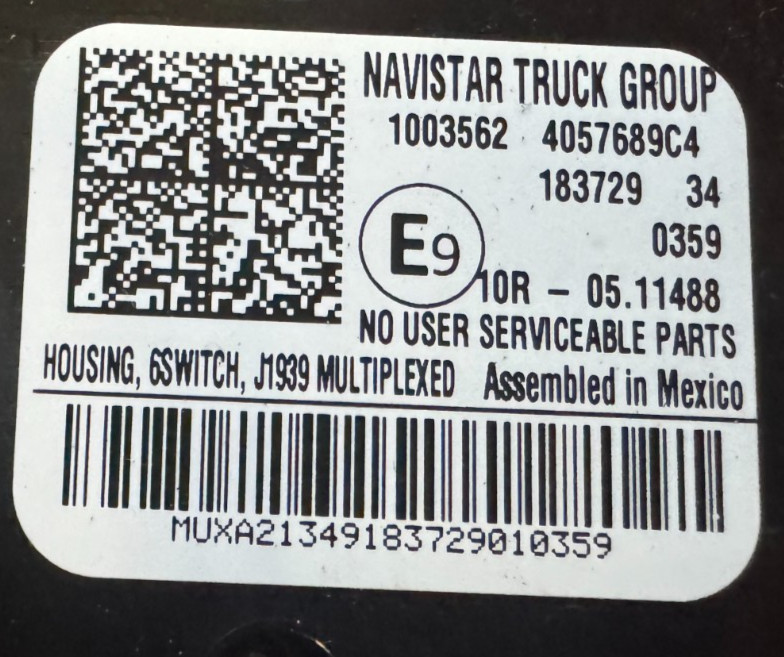 NAVISTAR TRUCK GROUP
1003562 4057689C4
183729 34
0359
E9
10R - 05.11488
NO USER SERVICEABLE PARTS
HOUSING, 6SWITCH, J1939 MULTIPLEXED Assembled in Mexico
MUXA21349183729010359